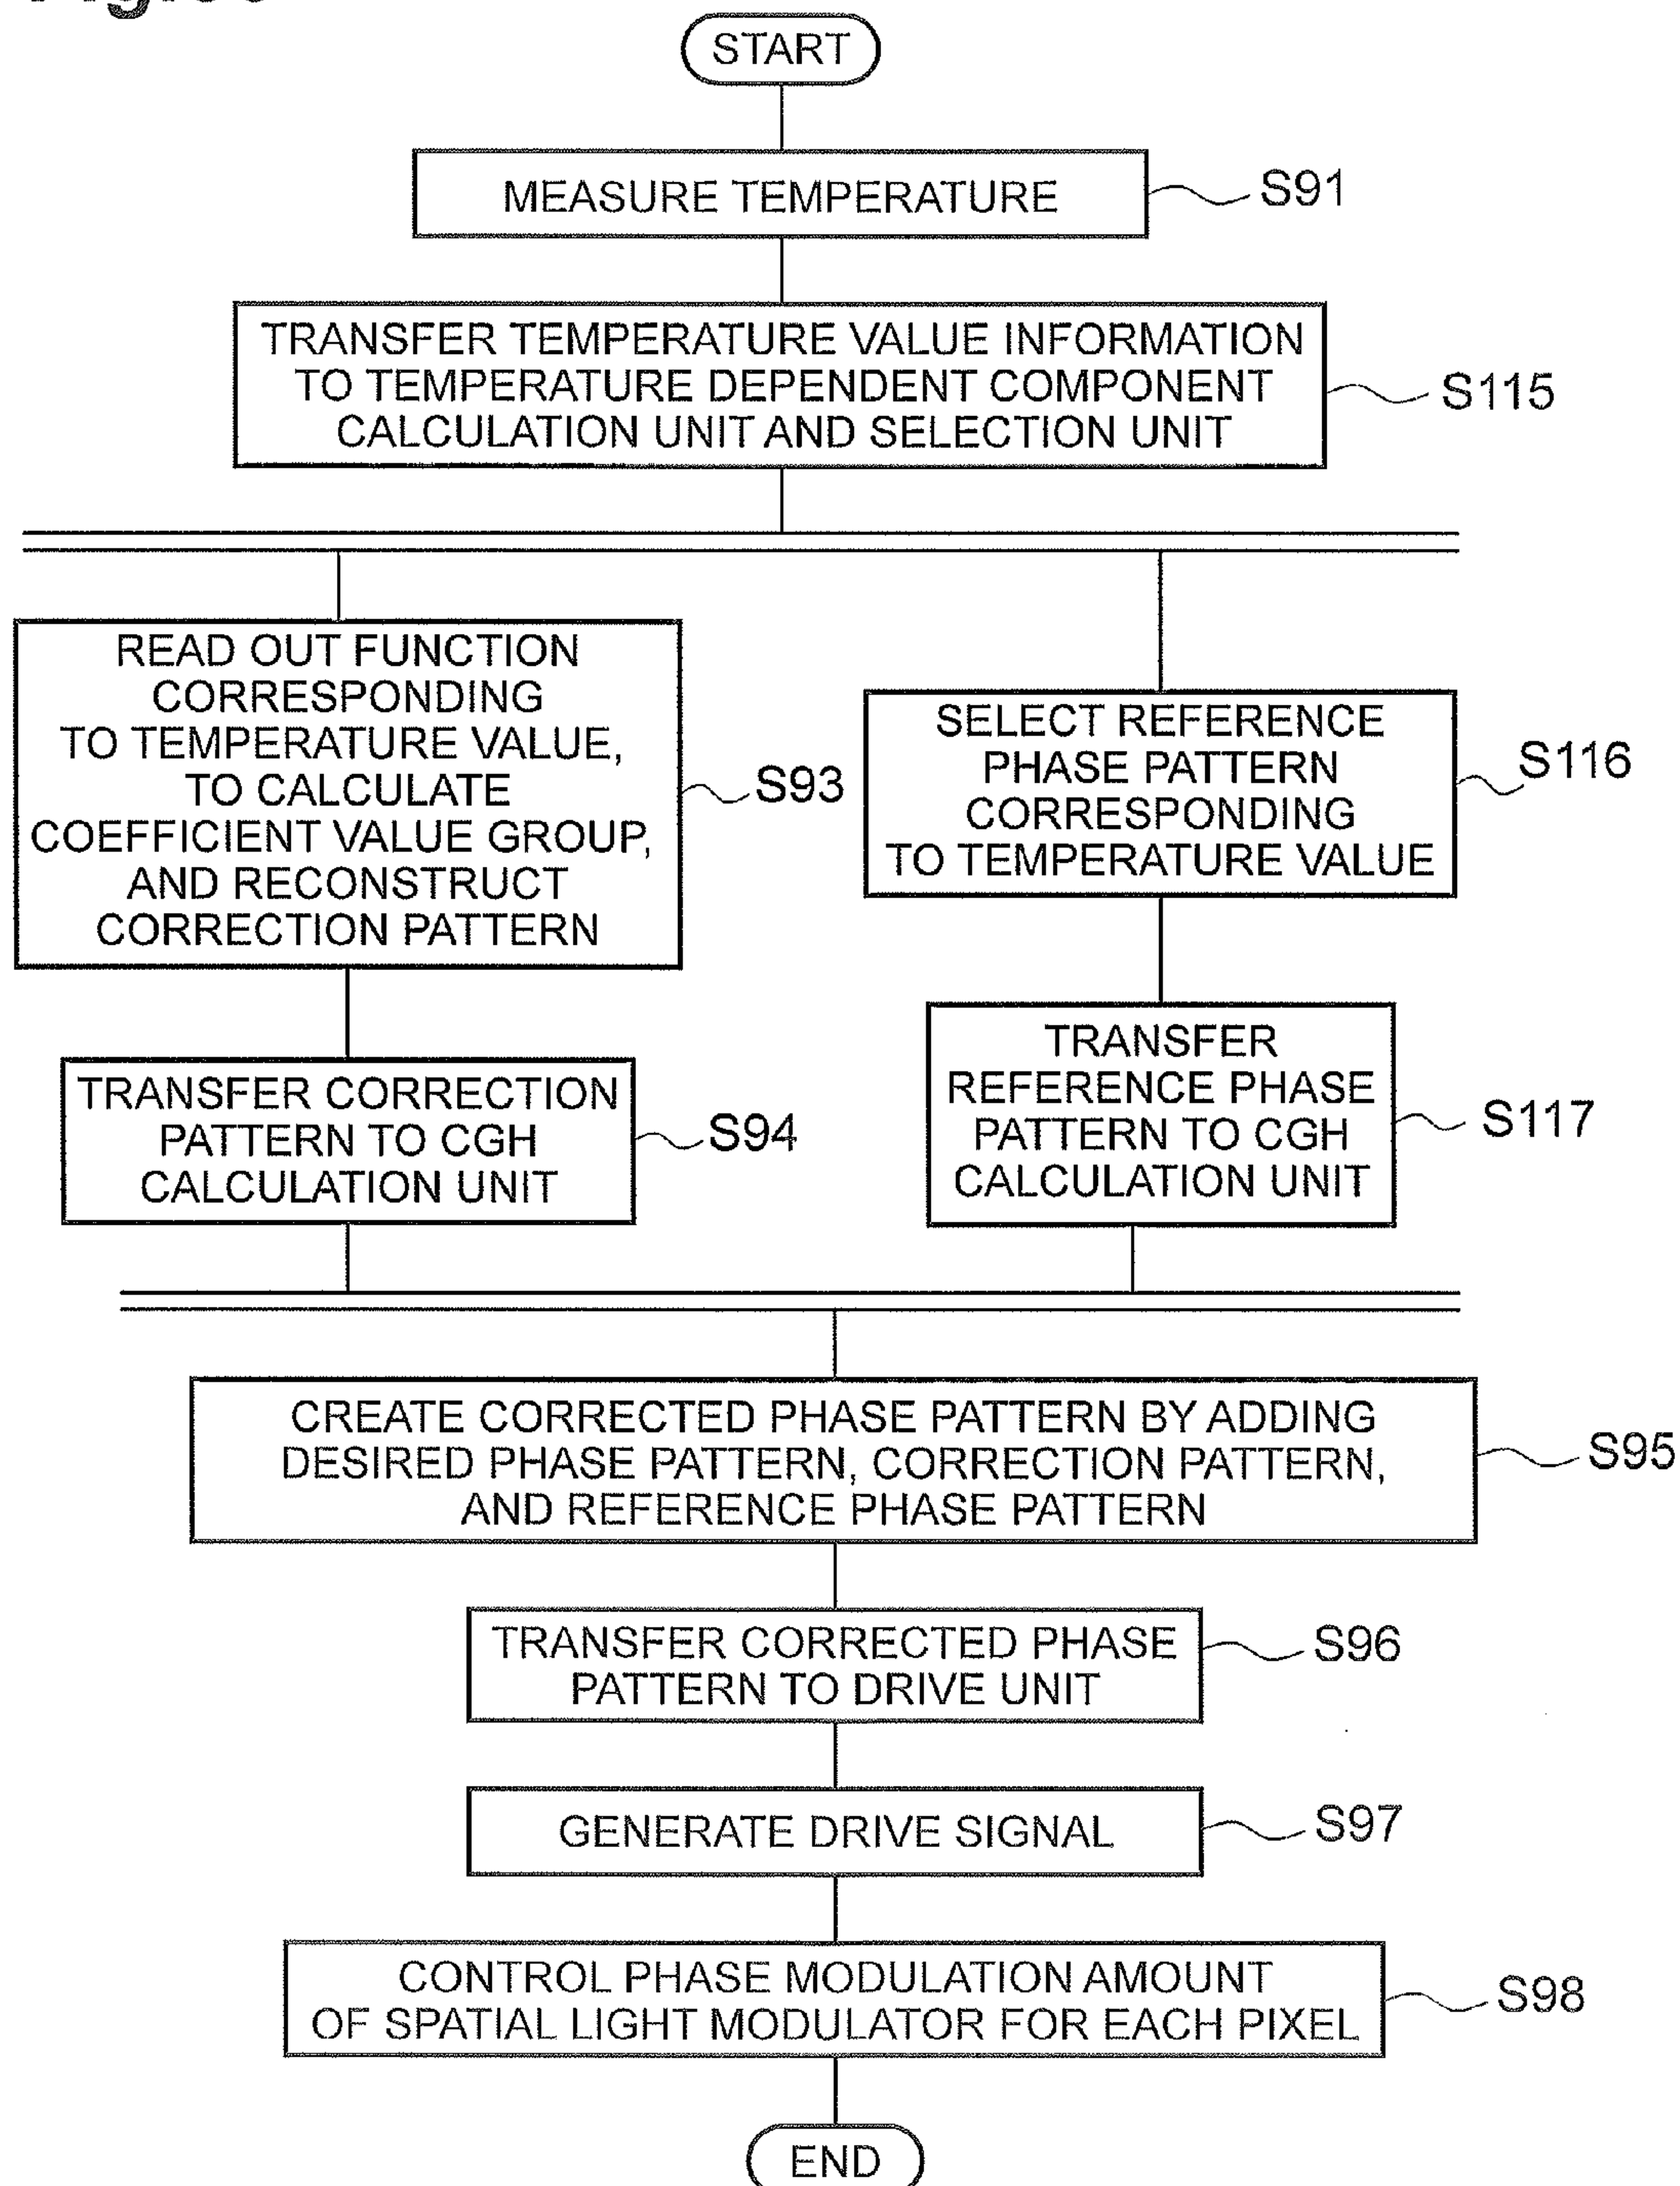 START
MEASURE TEMPERATURE
S91
TRANSFER TEMPERATURE VALUE INFORMATION
TO TEMPERATURE DEPENDENT COMPONENT
CALCULATION UNIT AND SELECTION UNIT
S115
READ OUT FUNCTION
CORRESPONDING
TO TEMPERATURE VALUE,
TO CALCULATE
COEFFICIENT VALUE GROUP,
AND RECONSTRUCT
CORRECTION PATTERN
S93
SELECT REFERENCE
PHASE PATTERN
CORRESPONDING
TO TEMPERATURE VALUE
S116
TRANSFER CORRECTION
PATTERN TO CGH
CALCULATION UNIT
S94
TRANSFER
REFERENCE PHASE
PATTERN TO CGH
CALCULATION UNIT
S117
CREATE CORRECTED PHASE PATTERN BY ADDING
DESIRED PHASE PATTERN, CORRECTION PATTERN,
AND REFERENCE PHASE PATTERN
S95
TRANSFER CORRECTED PHASE
PATTERN TO DRIVE UNIT
S96
GENERATE DRIVE SIGNAL
S97
CONTROL PHASE MODULATION AMOUNT
OF SPATIAL LIGHT MODULATOR FOR EACH PIXEL
S98
END